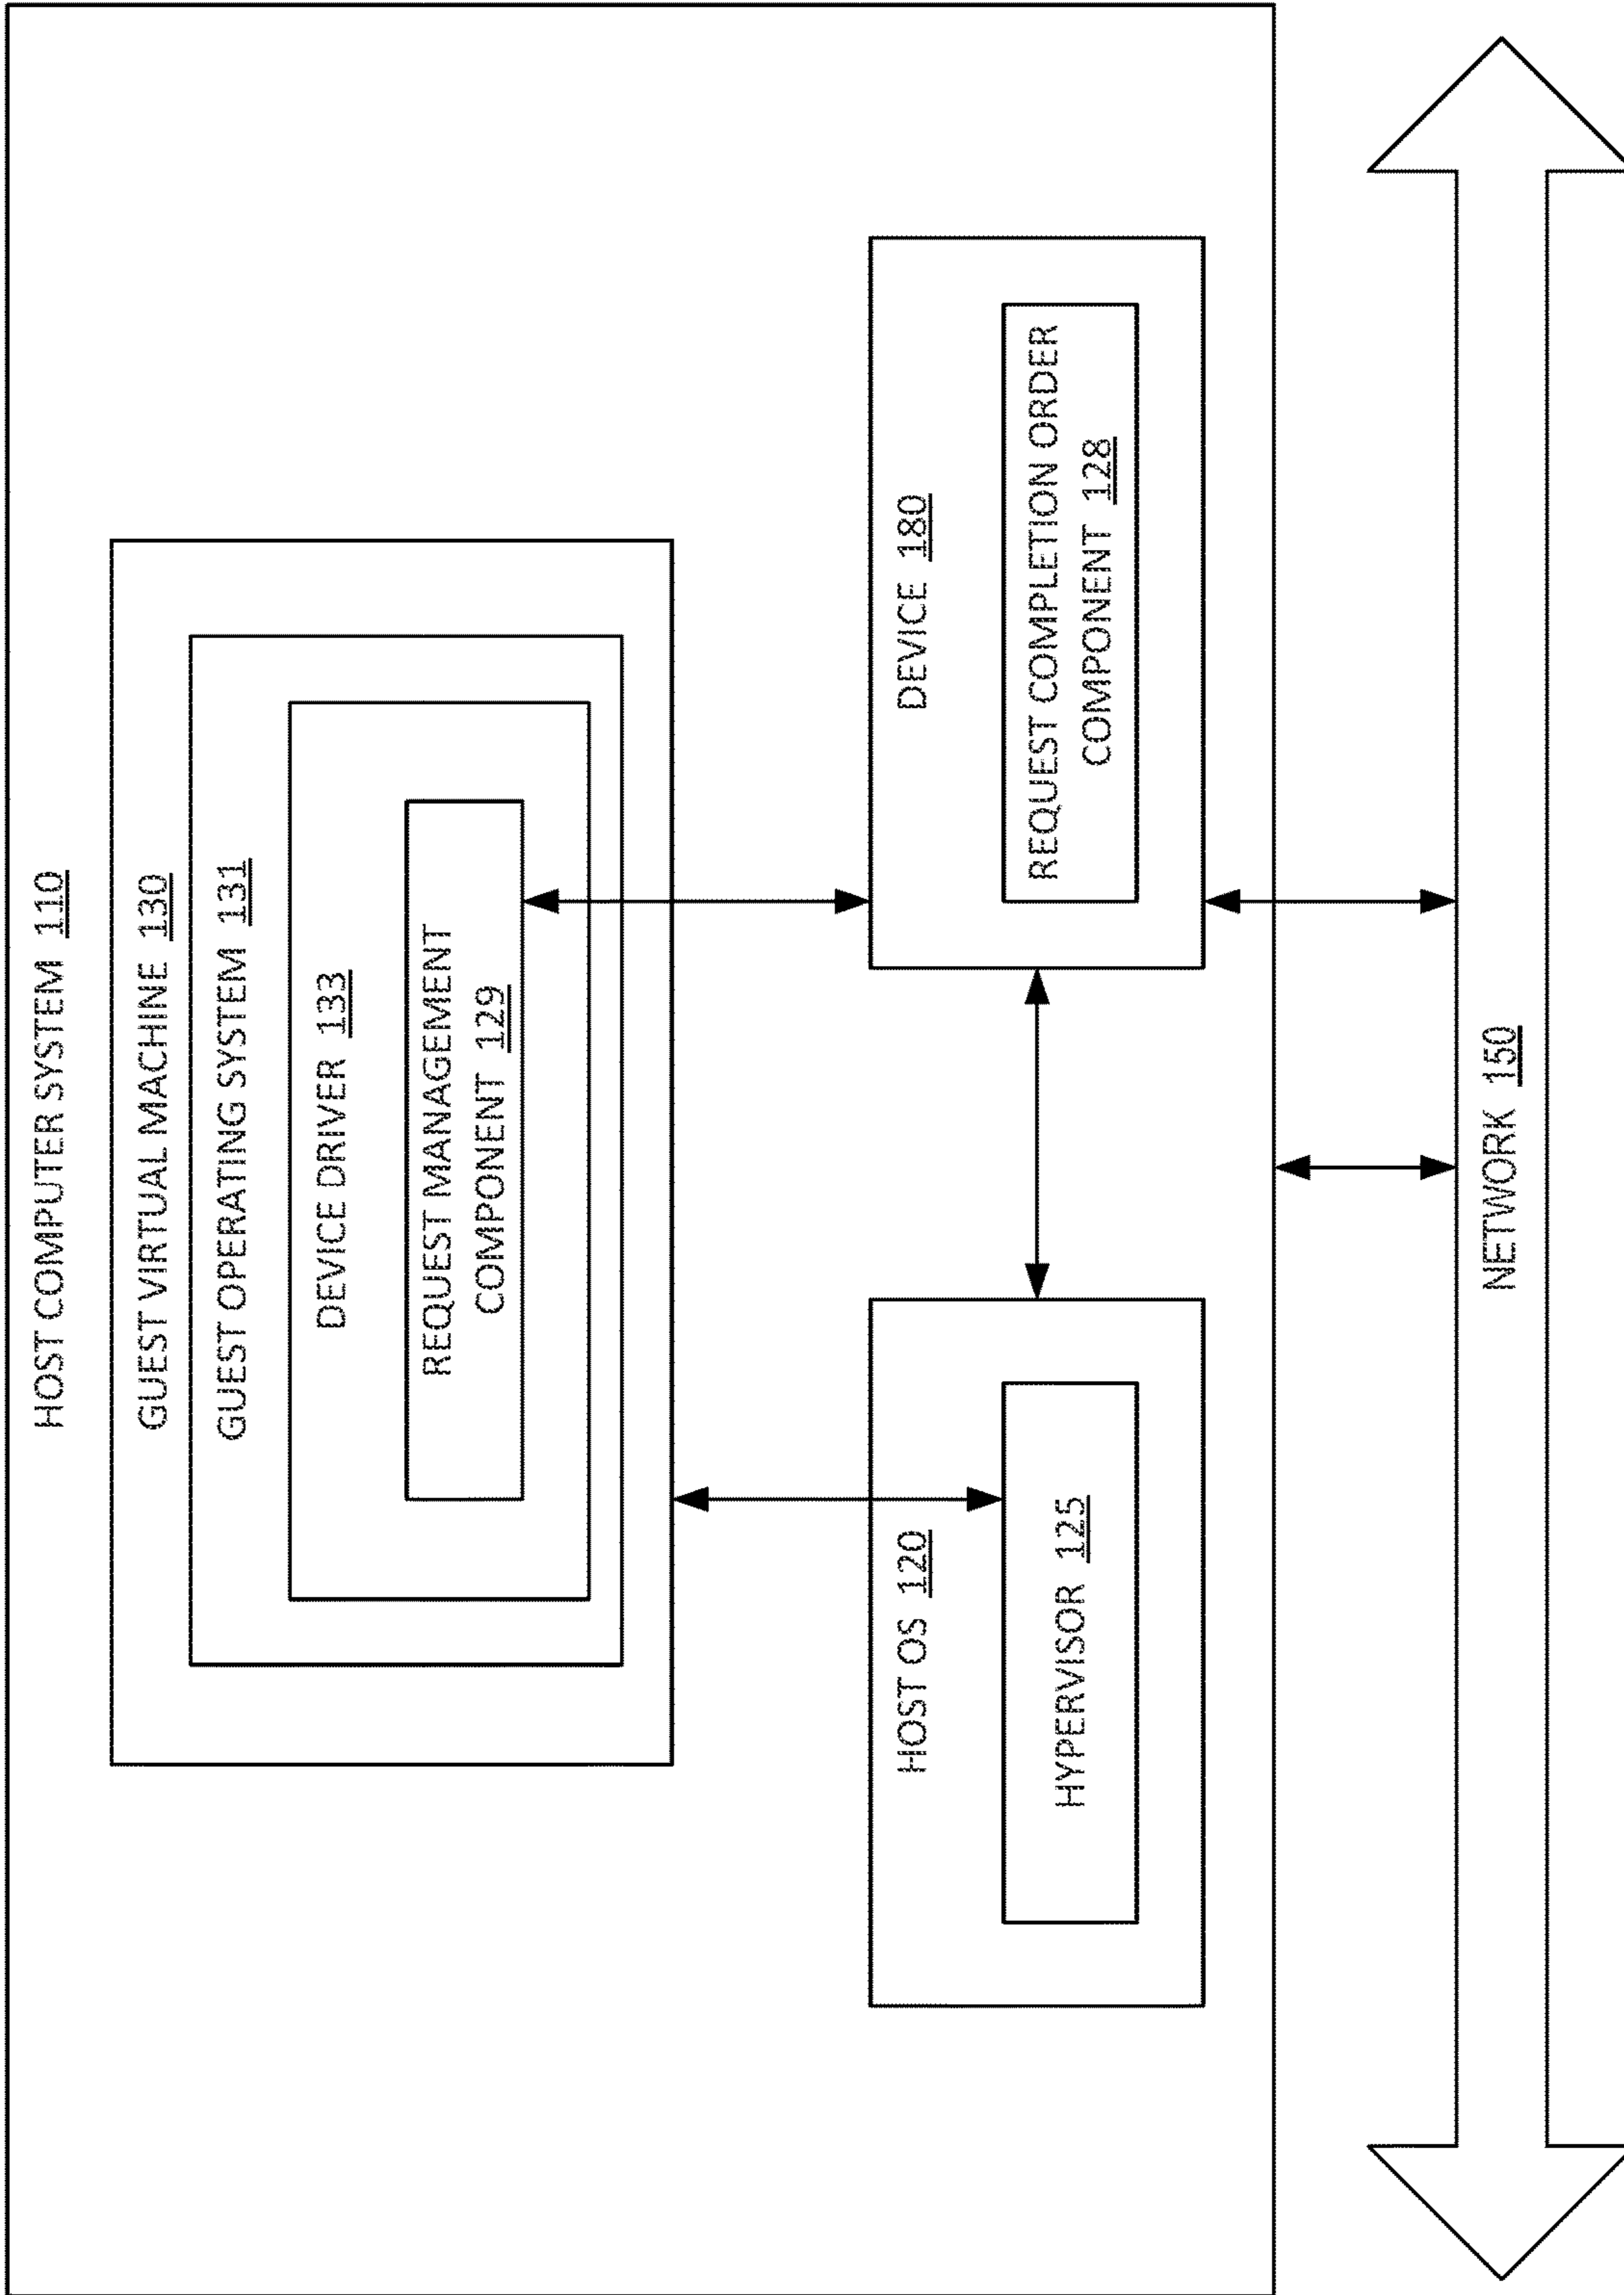 HOST COMPUTER SYSTEM 110
GUEST VIRTUAL MACHINE 130
GUEST OPERATING SYSTEM 131
DEVICE DRIVER 133
REQUEST MANAGEMENT
COMPONENT 129
HOST OS 120
HYPERVISOR 125
DEVICE 180
REQUEST COMPLETION ORDER
COMPONENT 128
NETWORK 150